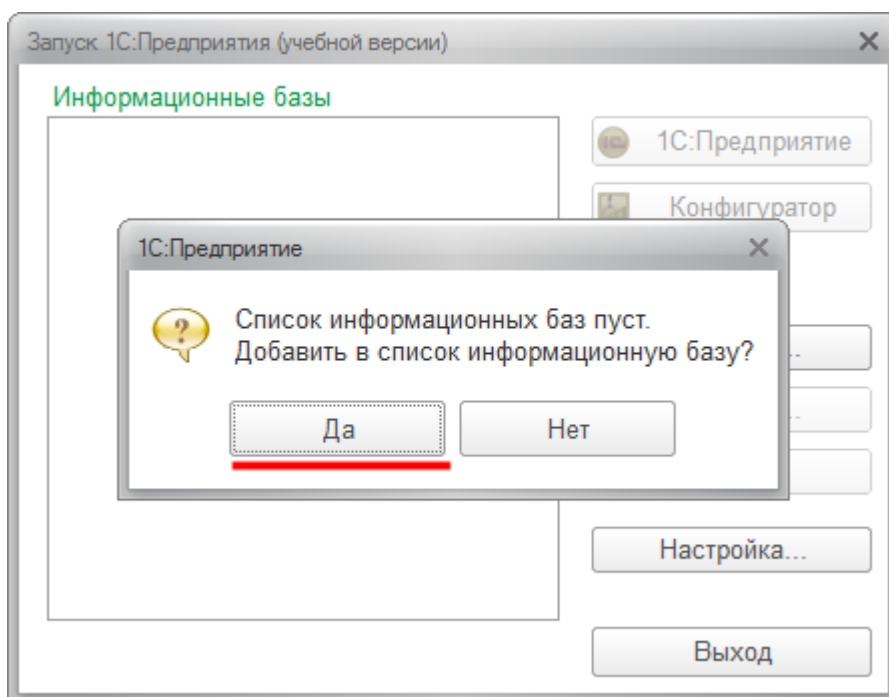 Запуск 1С:Предприятия (учебной версии)
Информационные базы
1С:Предприятие
Конфигуратор
1С:Предприятие
Список информационных баз пуст.
Добавить в список информационную базу?
Да
Нет
Настройка...
Выход